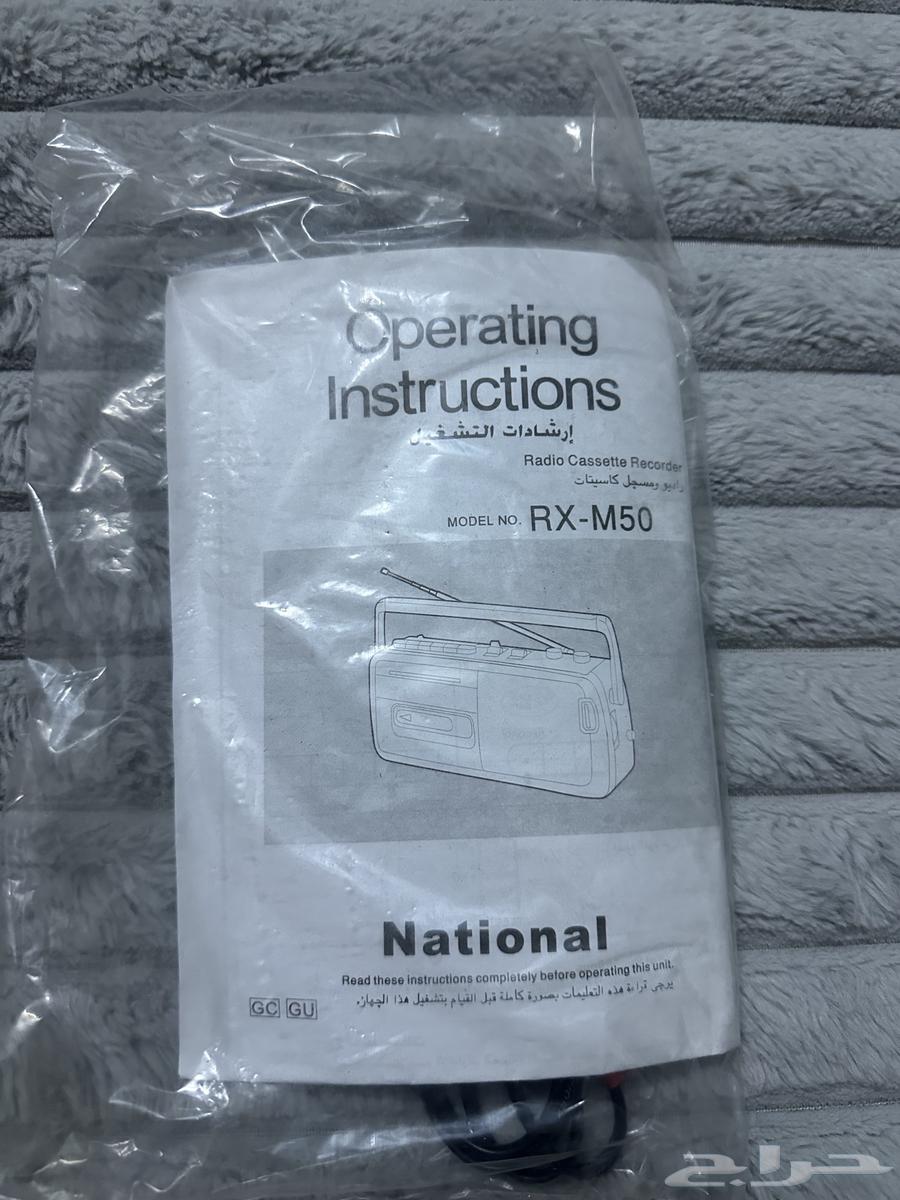 Operating
Instructions
إرشادات التشغيل
Radio Cassette Recorder
راديو ومسجل كاسيتات
MODEL NO. RX-M50
National
Read these instructions completely before operating this unit.
يرجى قراءة هذه التعليمات بصورة كاملة قبل القيام بتشغيل هذا الجهاز.
GC GU
حراج